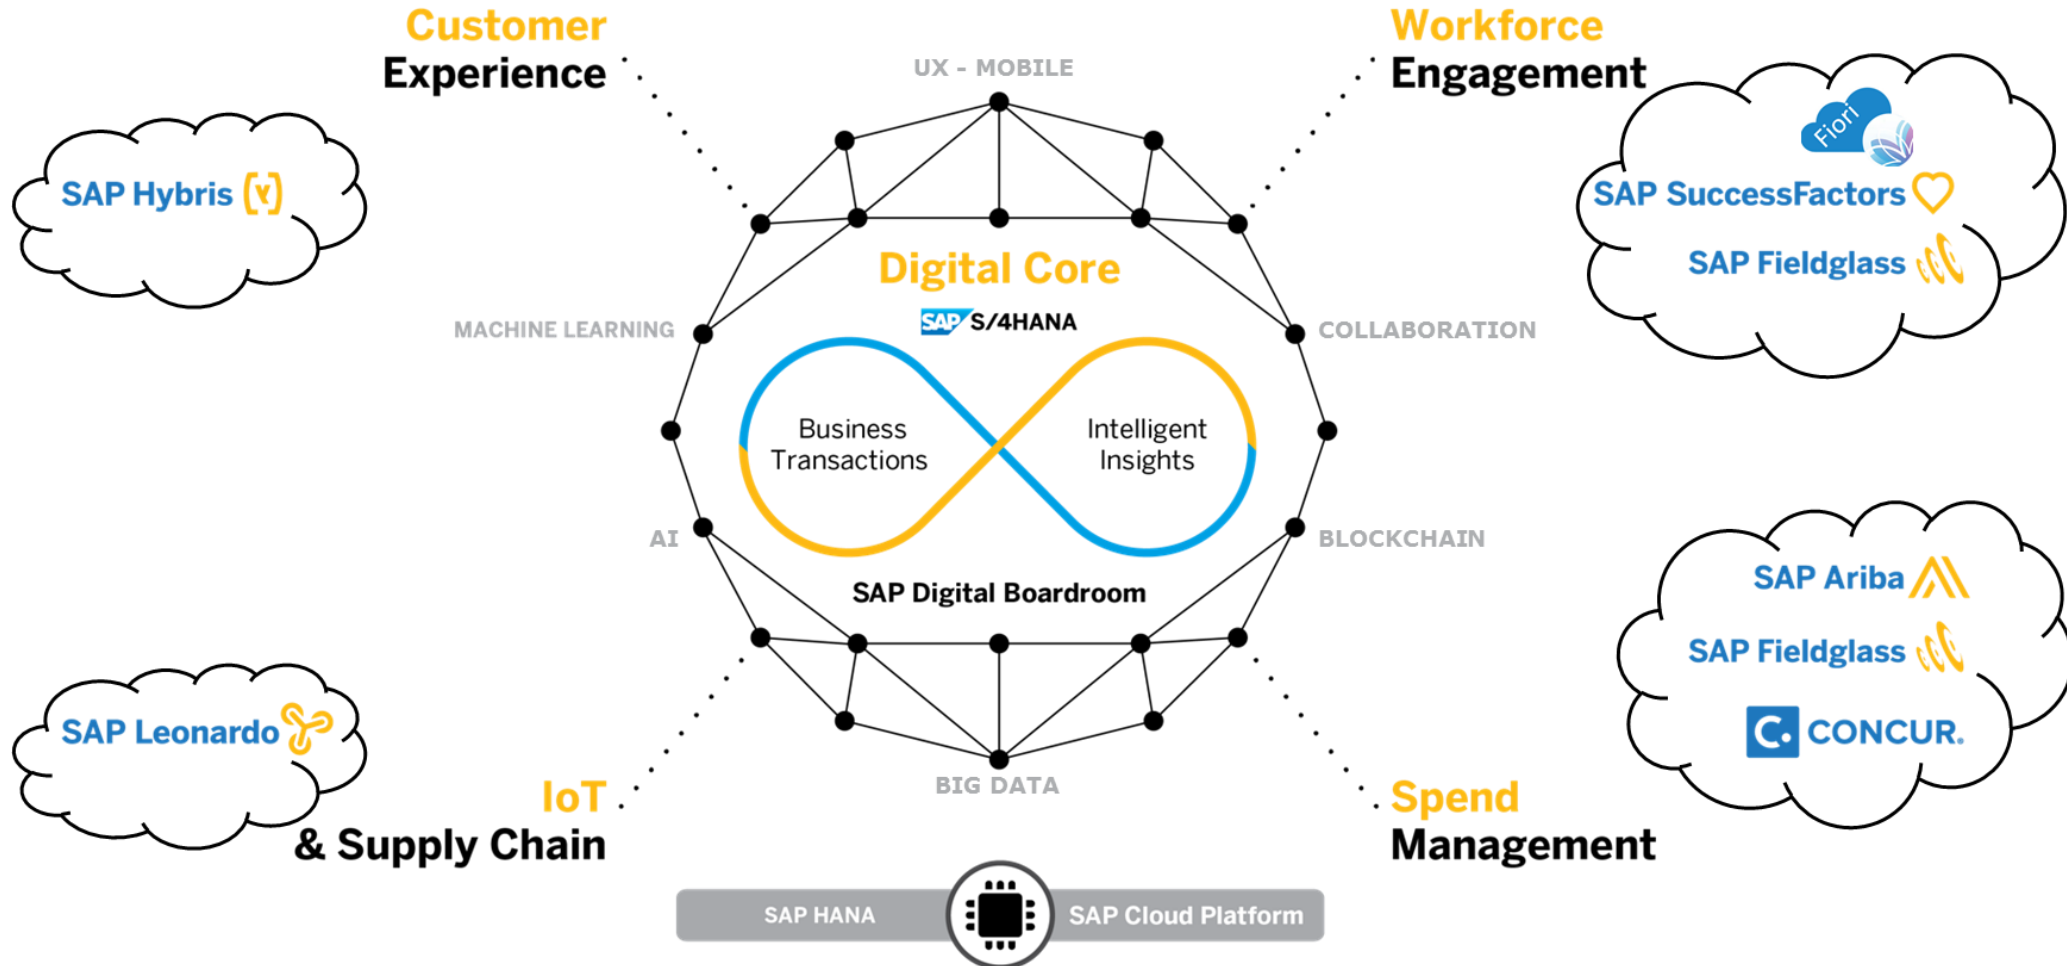 Customer
Experience
Workforce
Engagement
UX - MOBILE
Fiori
SAP Hybris
SAP SuccessFactors
SAP Fieldglass
Digital Core
SAP S/4HANA
MACHINE LEARNING
COLLABORATION
Business
Transactions
Intelligent
Insights
AI
BLOCKCHAIN
SAP Digital Boardroom
SAP Ariba
SAP Fieldglass
C. CONCUR.
SAP Leonardo
BIG DATA
IoT
& Supply Chain
Spend
Management
SAP HANA
SAP Cloud Platform